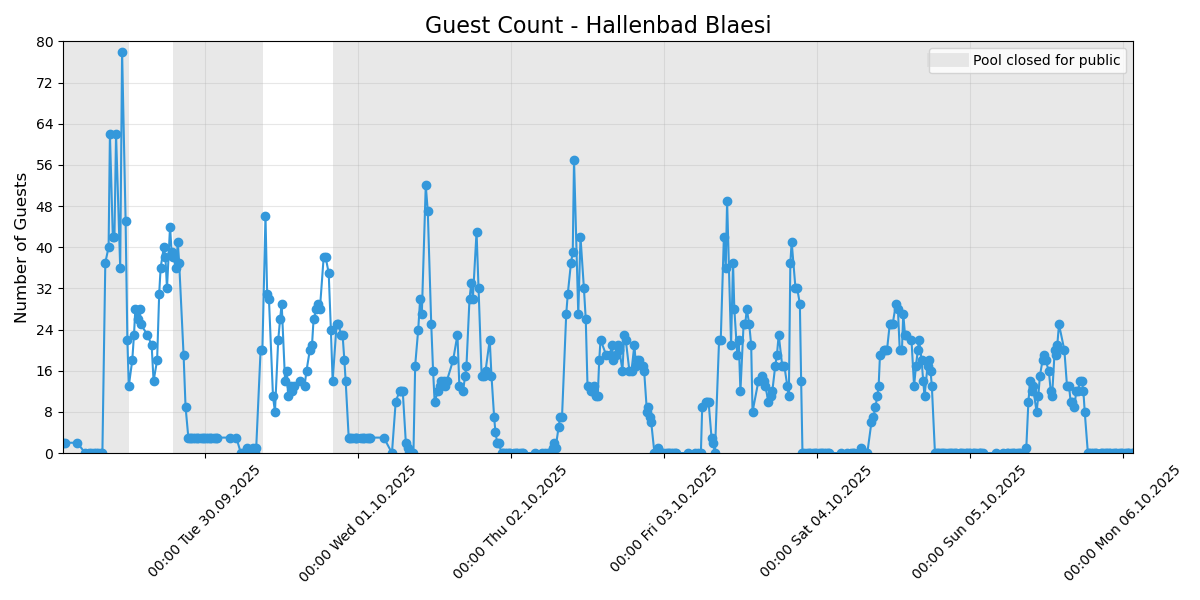 Guest Count - Hallenbad Blaesi
Pool closed for public
Number of Guests
80
72
64
56
48
40
32
24
16
8
0
00:00 Tue 30.09.2025
00:00 Wed 01.10.2025
00:00 Thu 02.10.2025
00:00 Fri 03.10.2025
00:00 Sat 04.10.2025
00:00 Sun 05.10.2025
00:00 Mon 06.10.2025